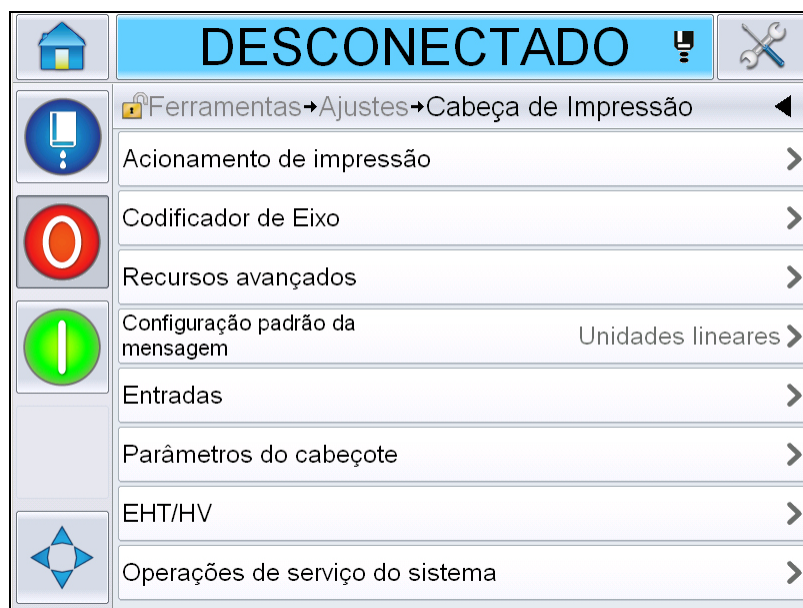 DESCONECTADO
Ferramentas→Ajustes→Cabeça de Impressão
Acionamento de impressão
Codificador de Eixo
Recursos avançados
Configuração padrão da
mensagem
Unidades lineares
Entradas
Parâmetros do cabeçote
EHT/HV
Operações de serviço do sistema